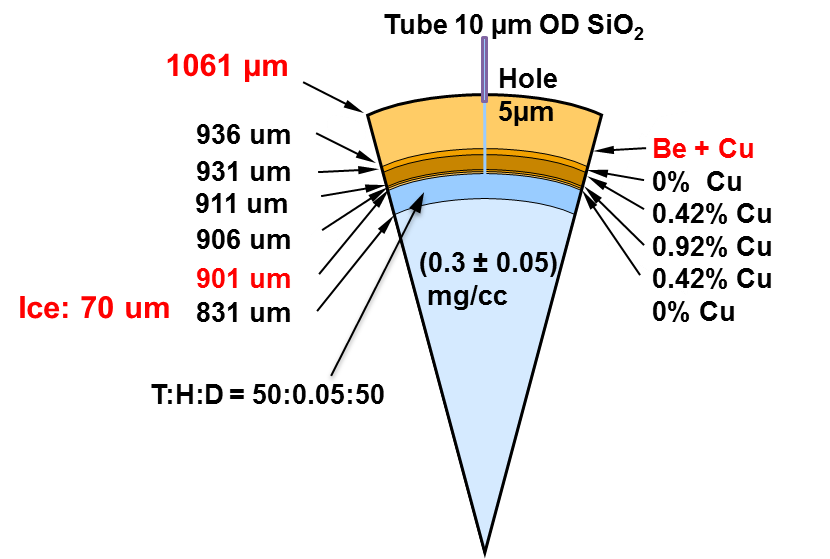 Tube 10 µm OD SiO₂
1061 µm
Hole
5µm
936 um
931 um
911 um
906 um
901 um
831 um
Ice: 70 um
Be + Cu
0% Cu
0.42% Cu
0.92% Cu
0.42% Cu
0% Cu
(0.3 ± 0.05)
mg/cc
T:H:D = 50:0.05:50